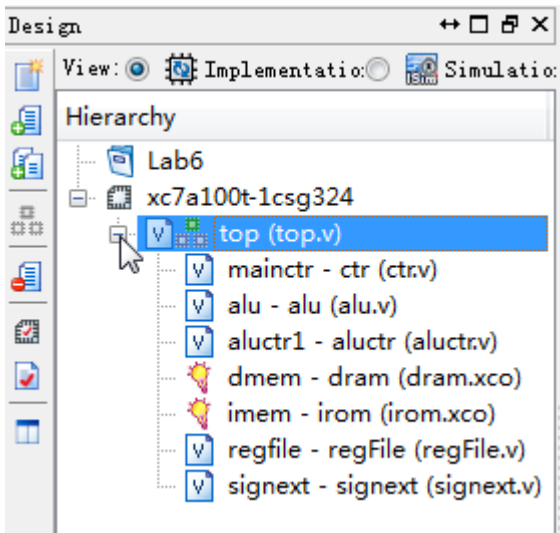 Design
View: Implementatio: Simulatio:
iSim
Hierarchy
Lab6
xc7a100t-1csg324
V top (top.v)
V mainctr - ctr (ctr.v)
V alu - alu (alu.v)
V aluctr1 - aluctr (aluctr.v)
dmem - dram (dram.xco)
imem - irom (irom.xco)
V regfile - regFile (regFile.v)
V signext - signext (signext.v)